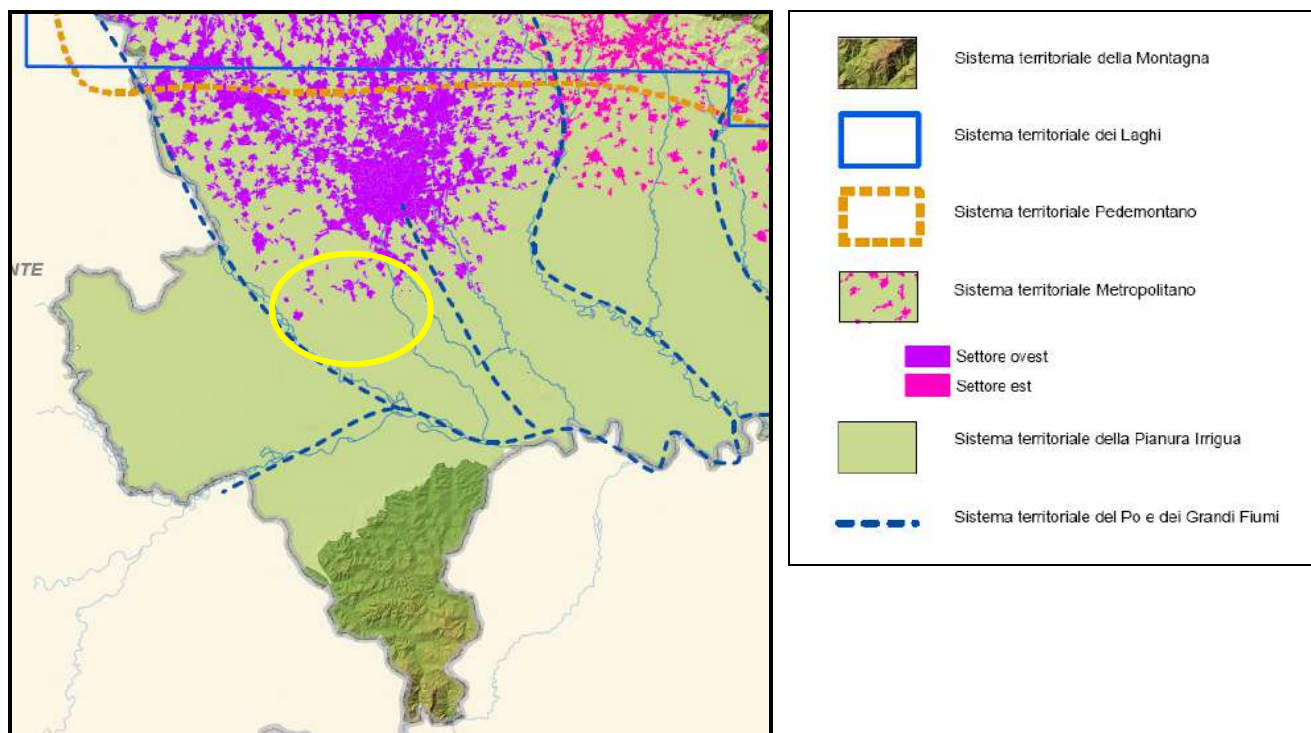 NTE
Sistema territoriale della Montagna
Sistema territoriale dei Laghi
Sistema territoriale Pedemontano
Sistema territoriale Metropolitano
Settore ovest
Settore est
Sistema territoriale della Pianura Irrigua
Sistema territoriale del Po e dei Grandi Fiumi